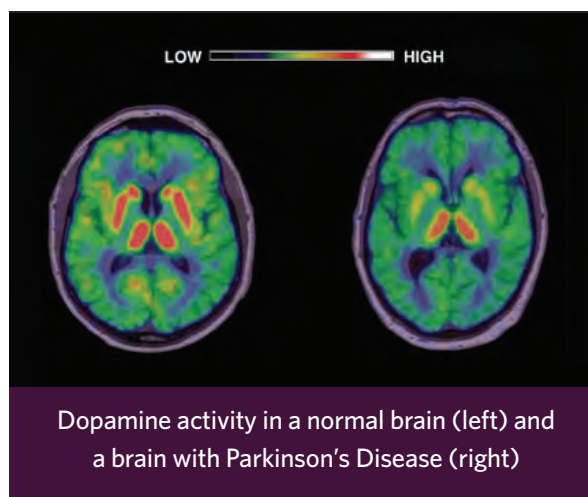 LOW HIGH
Dopamine activity in a normal brain (left) and
a brain with Parkinson's Disease (right)